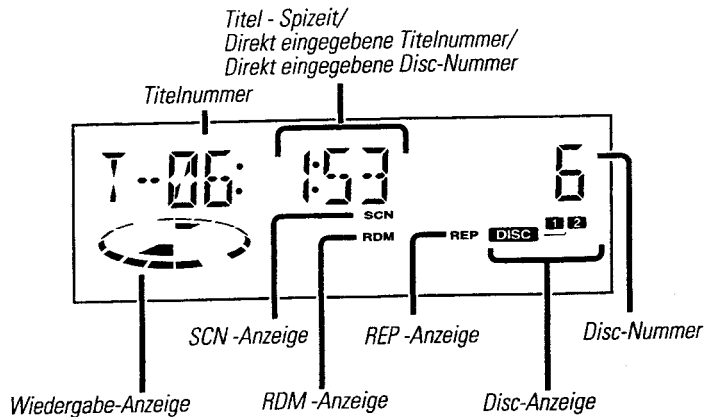 Titel - Spizeit/
Direkt eingegebene Titelnummer/
Direkt eingegebene Disc-Nummer
Titelnummer
T--06: 1:53 6
SCN
1 2
RDM REP DISC
SCN -Anzeige REP -Anzeige Disc-Nummer
Wiedergabe-Anzeige RDM -Anzeige Disc-Anzeige